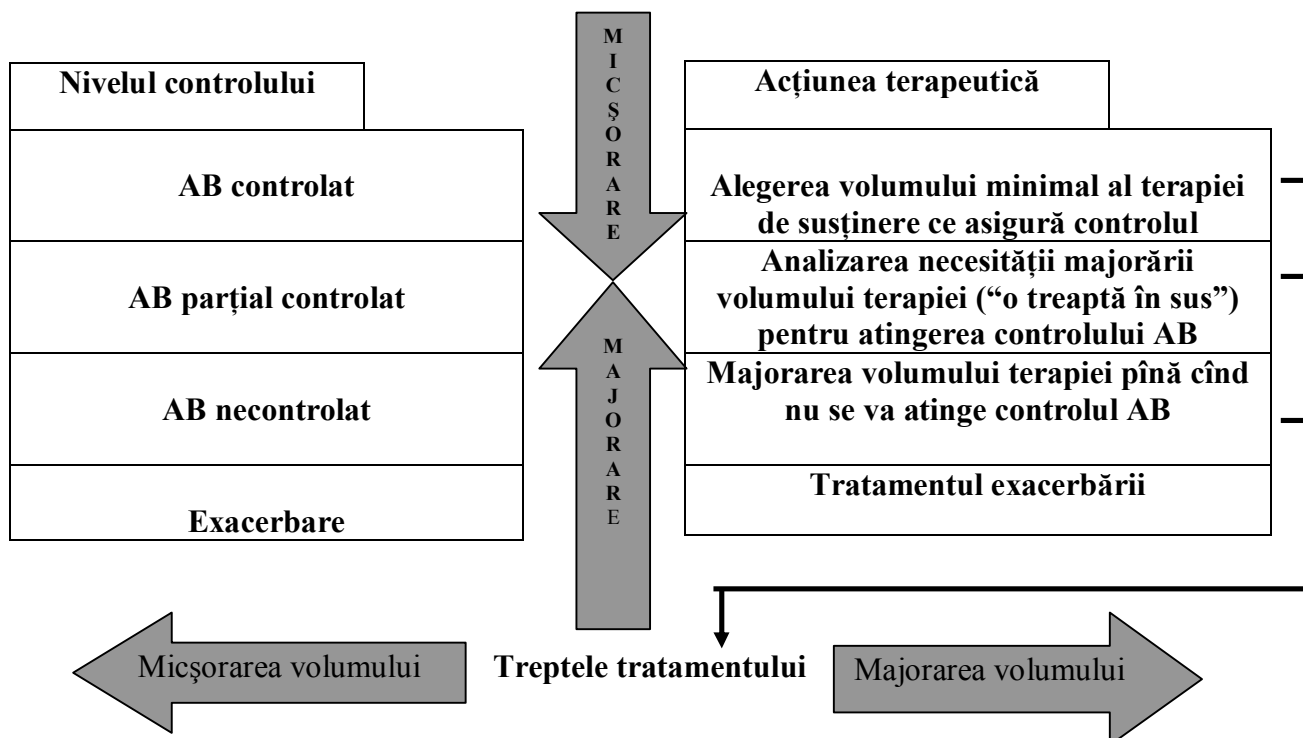 Nivelul controlului
AB controlat
AB parțial controlat
AB necontrolat
Exacerbare
MICŞORARE
MAJORARE
Acțiunea terapeutică
Alegerea volumului minimal al terapiei
de susținere ce asigură controlul
Analizarea necesității majorării
volumului terapiei (“o treaptă în sus”)
pentru atingerea controlului AB
Majorarea volumului terapiei pînă cînd
nu se va atinge controlul AB
Tratamentul exacerbării
Micşorarea volumului
Treptele tratamentului
Majorarea volumului